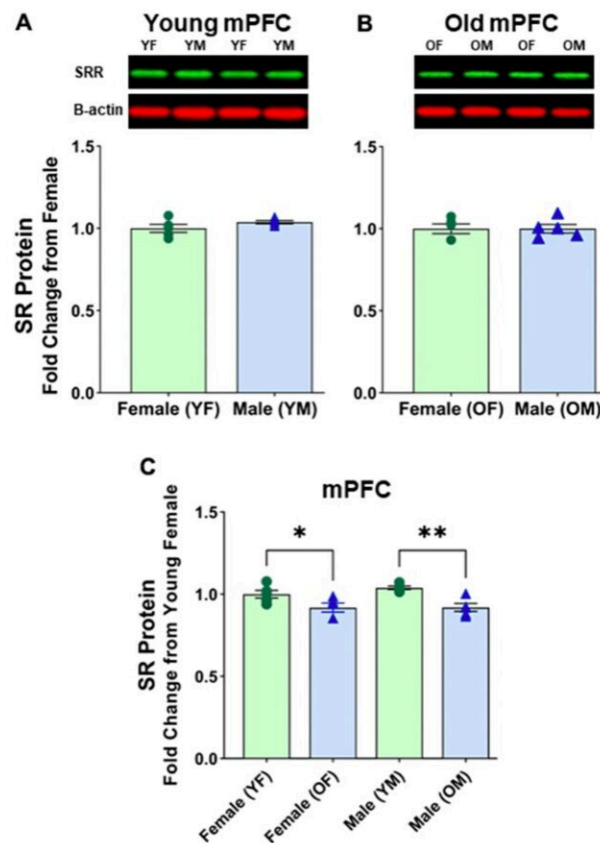 A
Young mPFC
YF YM YF YM
SRR
B-actin
SR Protein
Fold Change from Female
1.5
1.0
0.5
0.0
Female (YF) Male (YM)
B
Old mPFC
OF OM OF OM
1.5
1.0
0.5
0.0
Female (OF) Male (OM)
C
mPFC
SR Protein
Fold Change from Young Female
1.5
1.0
0.5
0.0
*
**
Female (YF)
Female (OF)
Male (YM)
Male (OM)